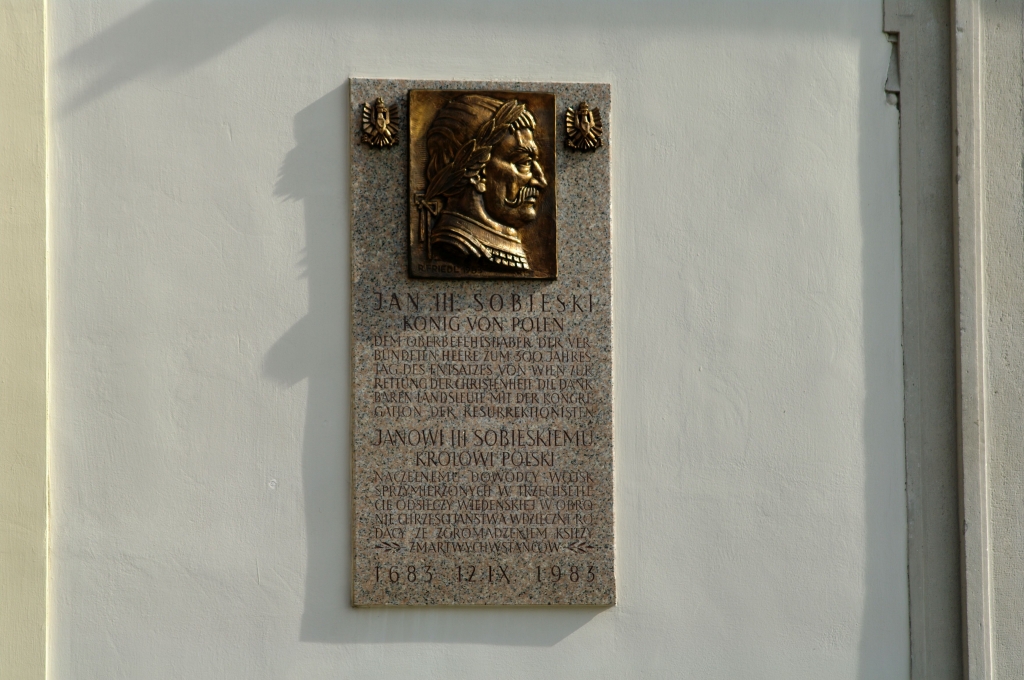 R. FRIEDL
JAN III. SOBIESKI
KÖNIG VON POLEN
DEM OBERBEFEHLSHABER DER VER-
BÜNDETEN HEERE ZUM 300. JAHRES-
TAG DES ENTSATZES VON WIEN ZUR
RETTUNG DER CHRISTENHEIT DIE DANK-
BAREN LANDSLEUTE MIT DER KONGRE-
GATION DER RESURREKTIONISTEN
JANOWI III SOBIESKIEMU
KRÓLOWI POLSKI
NACZELNEMU DOWÓDCY WOJSK
SPRZYMIERZONYCH W TRZECHSETLE-
CIE ODSIECZY WIEDEŃSKIEJ W OBRO-
NIE CHRZEŚCIJAŃSTWA WDZIĘCZNI RO-
DACY ZE ZGROMADZENIEM KSIĘŻY
ZMARTWYCHWSTAŃCÓW
1683 12.IX. 1983